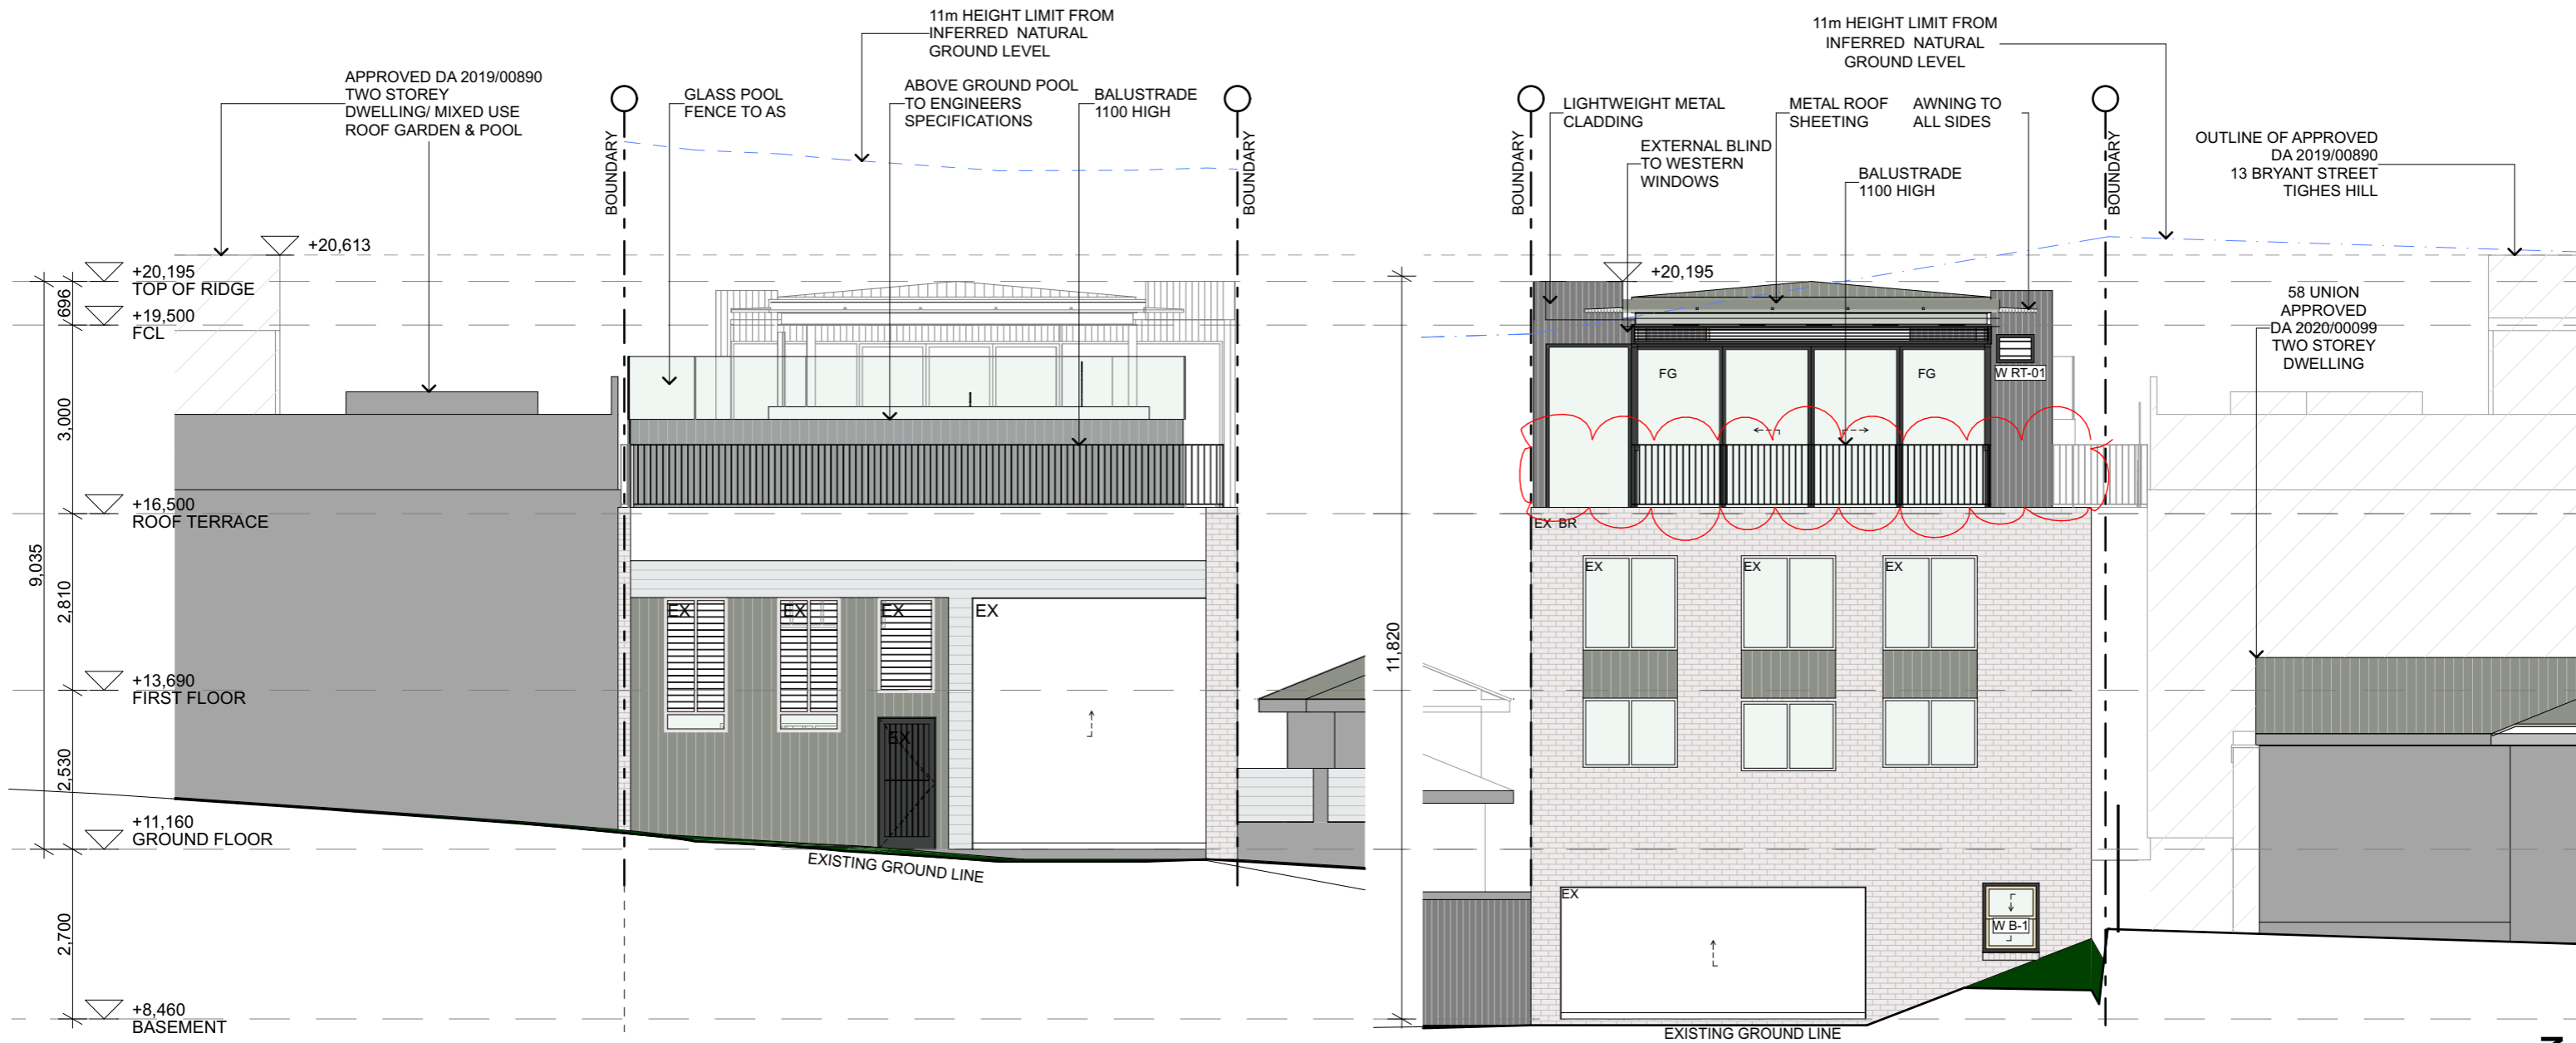 11m HEIGHT LIMIT FROM
INFERRED NATURAL
GROUND LEVEL
APPROVED DA 2019/00890
TWO STOREY
DWELLING/ MIXED USE
ROOF GARDEN & POOL
GLASS POOL
FENCE TO AS
ABOVE GROUND POOL
TO ENGINEERS
SPECIFICATIONS
BALUSTRADE
1100 HIGH
BOUNDARY
BOUNDARY
+20,613
+20,195
TOP OF RIDGE
+19,500
FCL
+16,500
ROOF TERRACE
+13,690
FIRST FLOOR
+11,160
GROUND FLOOR
+8,460
BASEMENT
696
3,000
2,810
2,530
2,700
9,035
EX
EX
EX
EX
EX
EXISTING GROUND LINE
11m HEIGHT LIMIT FROM
INFERRED NATURAL
GROUND LEVEL
LIGHTWEIGHT METAL
CLADDING
EXTERNAL BLIND
TO WESTERN
WINDOWS
METAL ROOF
SHEETING
AWNING TO
ALL SIDES
BALUSTRADE
1100 HIGH
OUTLINE OF APPROVED
DA 2019/00890
13 BRYANT STREET
TIGHES HILL
BOUNDARY
BOUNDARY
+20,195
58 UNION
APPROVED
DA 2020/00099
TWO STOREY
DWELLING
FG
FG
W RT-01
EX BR
EX
EX
EX
11,820
EX
W B-1
EXISTING GROUND LINE